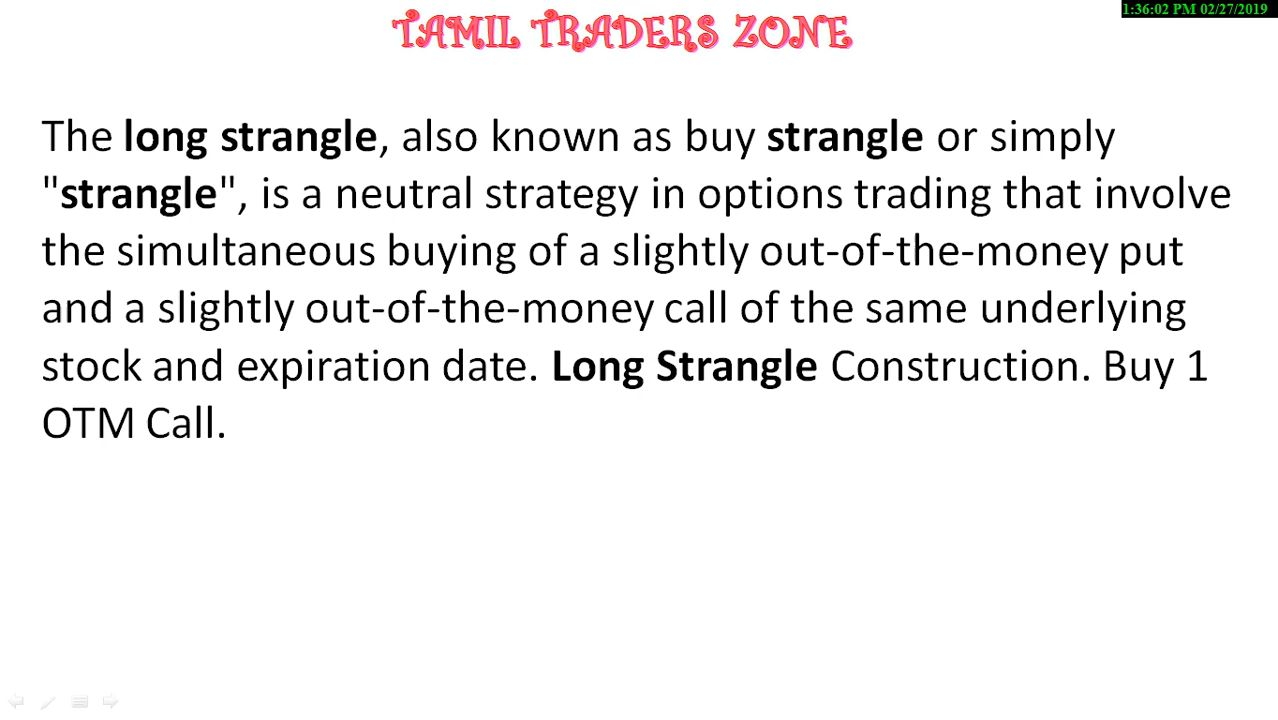 1:36:02 PM 02/27/2019
TAMIL TRADERS ZONE
The long strangle, also known as buy strangle or simply
"strangle", is a neutral strategy in options trading that involve
the simultaneous buying of a slightly out-of-the-money put
and a slightly out-of-the-money call of the same underlying
stock and expiration date. Long Strangle Construction. Buy 1
OTM Call.